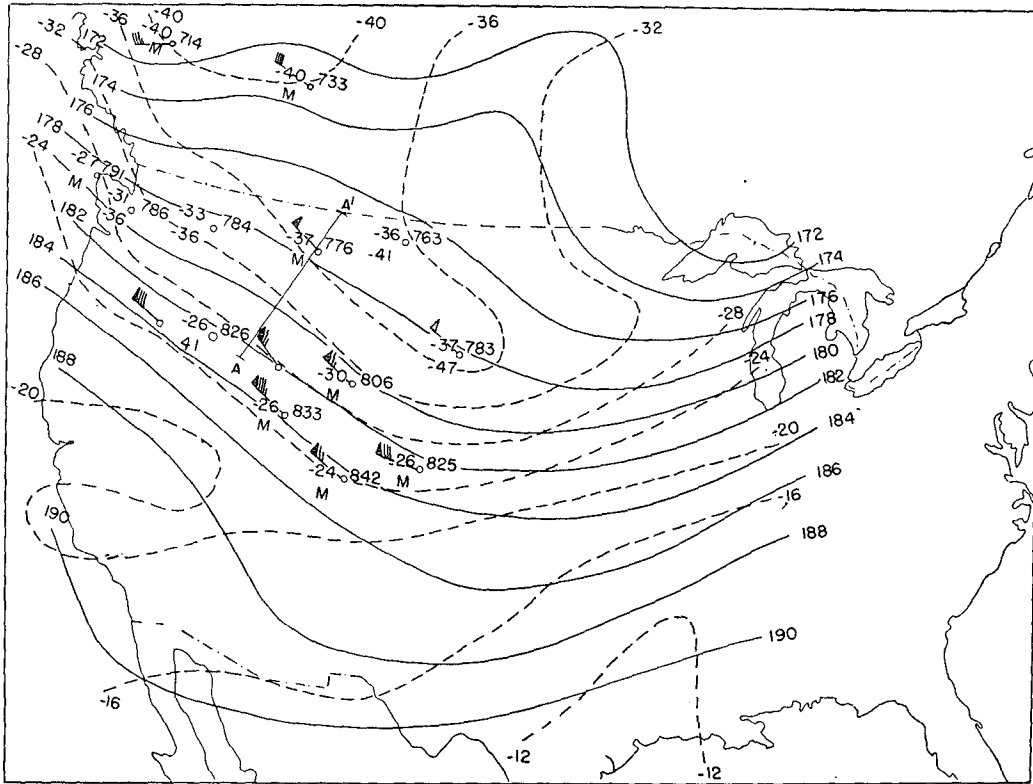 -40 -40 -36 -32
-36 -40 714
-32 172 M
-28 -40 733
174 M
176
178
-24 -27 791
M -31 786 -33 784 A'
-36 -36 -37 776 -36 763
182 M -41
172
184 174
186 176
-28 178
-26 826 -37 783
41 -47 -24 180
188 A -30 806 182
M
-20 -26 833 184
M -20
-26 825
-24 842 M 186
M -16
190 188
190
-16
-12
-12